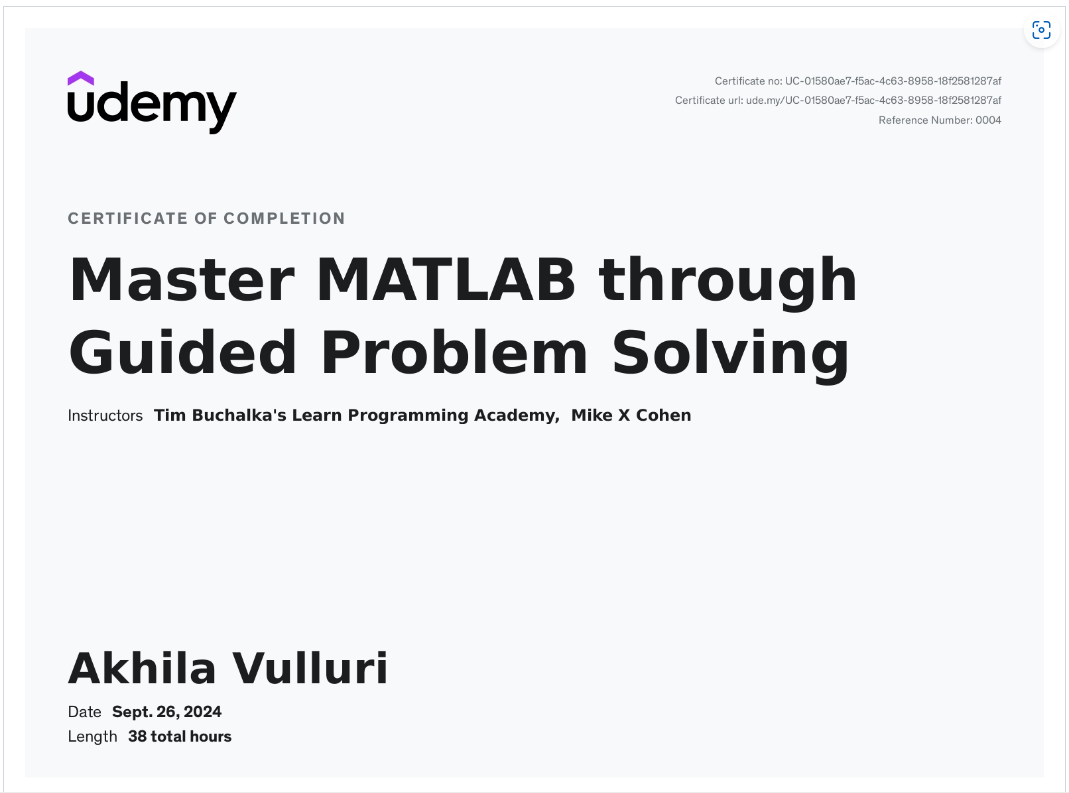 udemy
Certificate no: UC-01580ae7-f5ac-4c63-8958-18f2581287af
Certificate url: ude.my/UC-01580ae7-f5ac-4c63-8958-18f2581287af
Reference Number: 0004
CERTIFICATE OF COMPLETION
Master MATLAB through
Guided Problem Solving
Instructors Tim Buchalka's Learn Programming Academy, Mike X Cohen
Akhila Vulluri
Date Sept. 26, 2024
Length 38 total hours